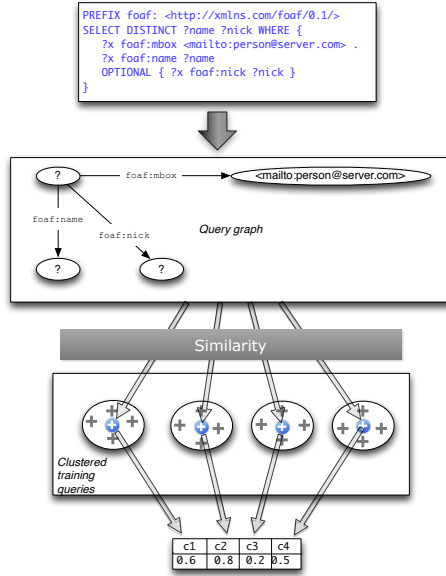 PREFIX foaf: <http://xmlns.com/foaf/0.1/>
SELECT DISTINCT ?name ?nick WHERE {
?x foaf:mbox <mailto:person@server.com> .
?x foaf:name ?name
OPTIONAL { ?x foaf:nick ?nick }
}
? foaf:mbox <mailto:person@server.com>
foaf:name
foaf:nick
Query graph
? ?
Similarity
Clustered
training
queries
c1 c2 c3 c4
0.6 0.8 0.2 0.5